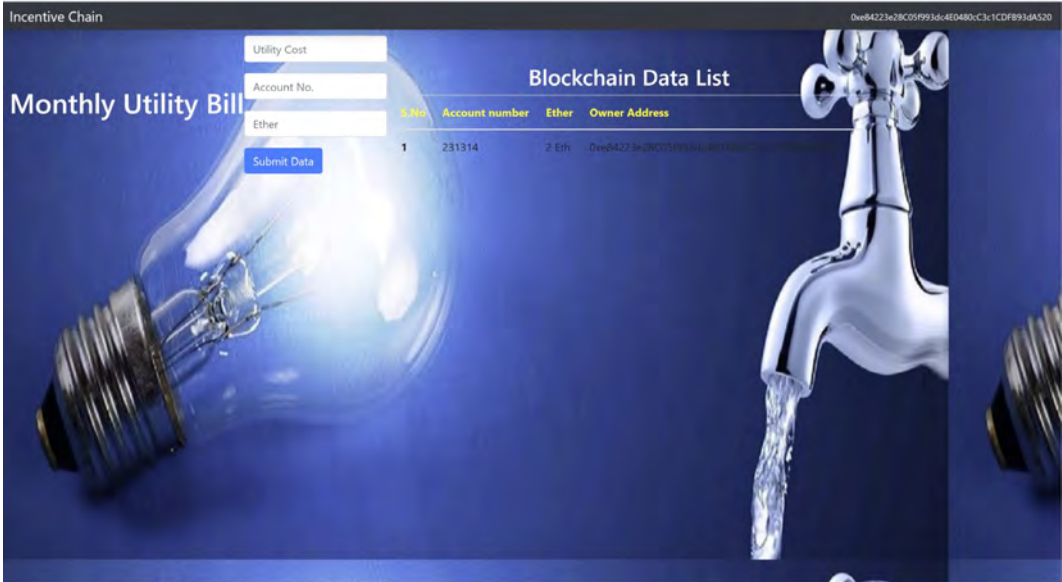 Incentive Chain
0xe84223e28C05f993dc4E0480cC3c1CDFB93dA520
Monthly Utility Bill
Utility Cost
Account No.
Ether
Submit Data
Blockchain Data List
S.No Account number Ether Owner Address
1 231314 2 Eth